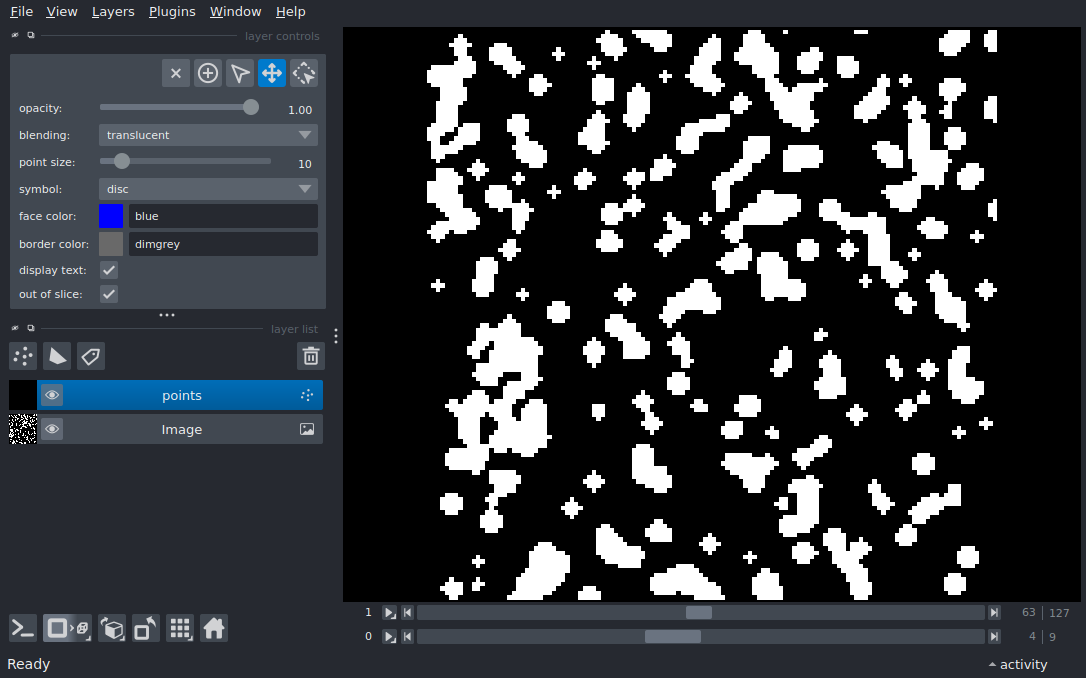 File View Layers Plugins Window Help
layer controls
opacity: 1.00
blending: translucent
point size: 10
symbol: disc
face color: blue
border color: dimgrey
display text:
out of slice:
layer list
points
Image
1 63 127
0 4 9
Ready activity